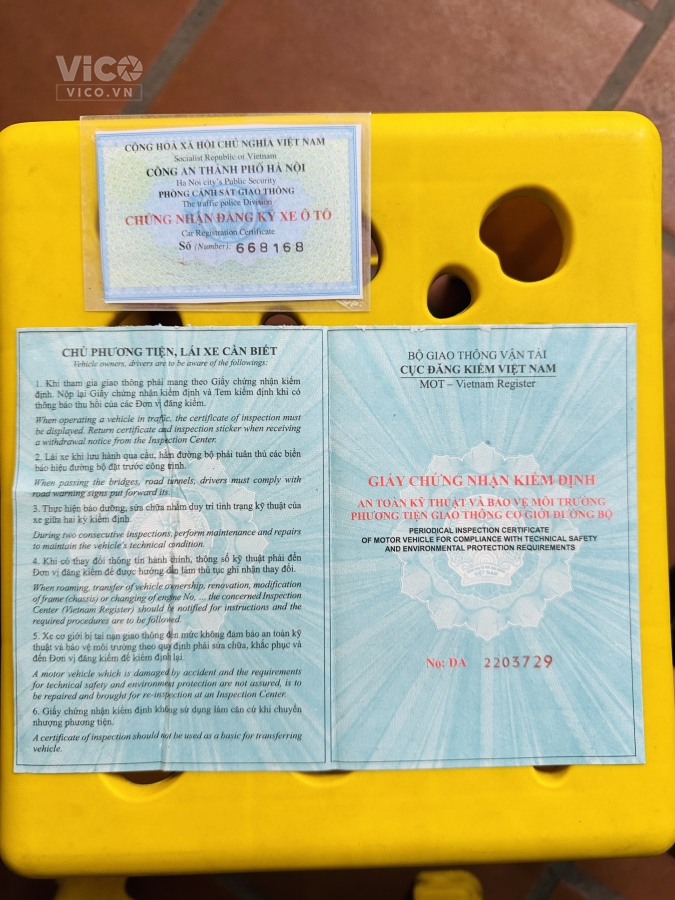 VICO
VICO.VN
CỘNG HOÀ XÃ HỘI CHỦ NGHĨA VIỆT NAM
Socialist Republic of Vietnam
CÔNG AN THÀNH PHỐ HÀ NỘI
Ha Noi city's Public Security
PHÒNG CẢNH SÁT GIAO THÔNG
The traffic police Division
CHỨNG NHẬN ĐĂNG KÝ XE Ô TÔ
Car Registration Certificate
Số (Number): 668168
CHỦ PHƯƠNG TIỆN, LÁI XE CẦN BIẾT
Vehicle owners, drivers are to be aware of the followings:
1. Khi tham gia giao thông phải mang theo Giấy chứng nhận kiểm
định. Nộp lại Giấy chứng nhận kiểm định và Tem kiểm định khi có
thông báo thu hồi của các Đơn vị đăng kiểm.
When operating a vehicle in traffic, the certificate of inspection must
be displayed. Return certificate and inspection sticker when receiving
a withdrawal notice from the Inspection Center.
2. Lái xe khi lưu hành qua cầu, hầm đường bộ phải tuân thủ các biển
báo hiệu đường bộ đặt trước công trình.
When passing the bridges, road tunnels, drivers must comply with
road warning signs put forward its.
3. Thực hiện bảo dưỡng, sửa chữa nhằm duy trì tình trạng kỹ thuật của
xe giữa hai kỳ kiểm định.
During two consecutive inspections, perform maintenance and repairs
to maintain the vehicle's technical condition.
4. Khi có thay đổi thông tin hành chính, thông số kỹ thuật phải đến
Đơn vị đăng kiểm để được hướng dẫn làm thủ tục ghi nhận thay đổi.
When roaming, transfer of vehicle ownership, renovation, modification
of frame (chassis) or changing of engine No, ... the concerned Inspection
Center (Vietnam Register) should be notified for instructions and the
required procedures are to be followed.
5. Xe cơ giới bị tai nạn giao thông đến mức không đảm bảo an toàn kỹ
thuật và bảo vệ môi trường theo quy định phải sửa chữa, khắc phục và
đến Đơn vị đăng kiểm để kiểm định lại.
A motor vehicle which is damaged by accident and the requirements
for technical safety and environment protection are not assured, is to
be repaired and brought for re-inspection at an Inspection Center.
6. Giấy chứng nhận kiểm định không sử dụng làm căn cứ khi chuyển
nhượng phương tiện.
A certificate of inspection should not be used as a basic for transferring
vehicle.
BỘ GIAO THÔNG VẬN TẢI
CỤC ĐĂNG KIỂM VIỆT NAM
MOT – Vietnam Register
GIẤY CHỨNG NHẬN KIỂM ĐỊNH
AN TOÀN KỸ THUẬT VÀ BẢO VỆ MÔI TRƯỜNG
PHƯƠNG TIỆN GIAO THÔNG CƠ GIỚI ĐƯỜNG BỘ
PERIODICAL INSPECTION CERTIFICATE
OF MOTOR VEHICLE FOR COMPLIANCE WITH TECHNICAL SAFETY
AND ENVIRONMENTAL PROTECTION REQUIREMENTS
No: DA 2203729